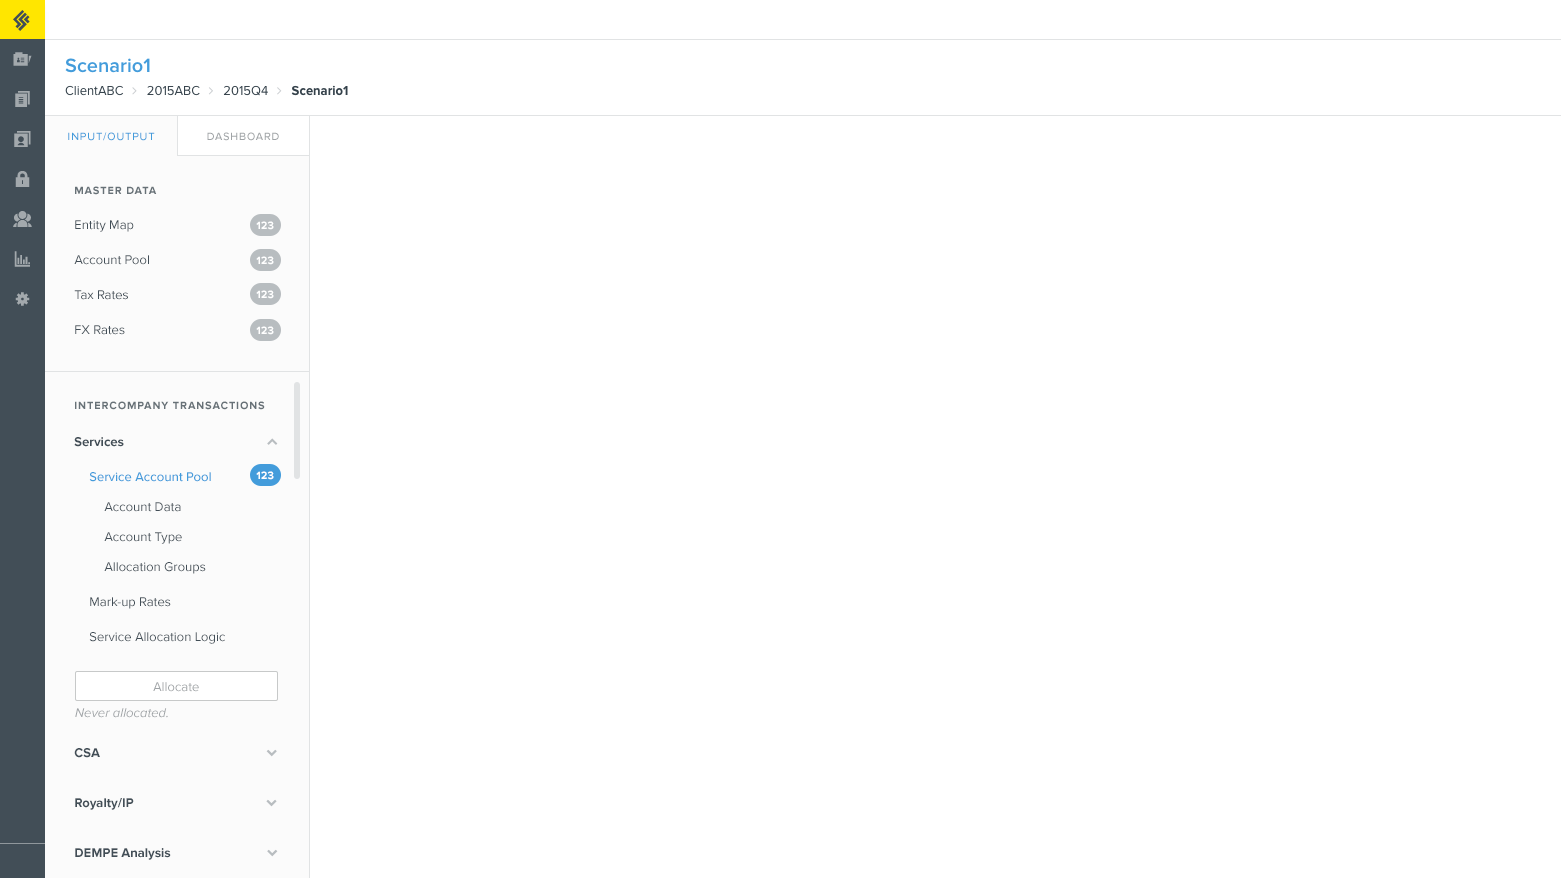 Scenario1
ClientABC 2015ABC 2015Q4 Scenario1
INPUT/OUTPUT DASHBOARD
MASTER DATA
Entity Map 123
Account Pool 123
Tax Rates 123
FX Rates 123
INTERCOMPANY TRANSACTIONS
Services
Service Account Pool 123
Account Data
Account Type
Allocation Groups
Mark-up Rates
Service Allocation Logic
Allocate
Never allocated.
CSA
Royalty/IP
DEMPE Analysis